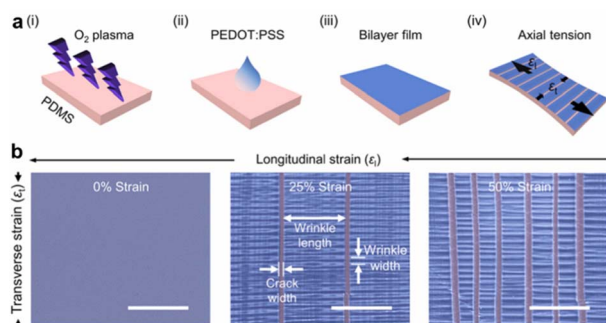 a (i) (ii) (iii) (iv)
O₂ plasma PEDOT:PSS Bilayer film Axial tension
PDMS
εₗ
εₜ
b
Longitudinal strain (εₗ)
Transverse strain (εₜ)
0% Strain 25% Strain 50% Strain
Wrinkle
length
Wrinkle
width
Crack
width